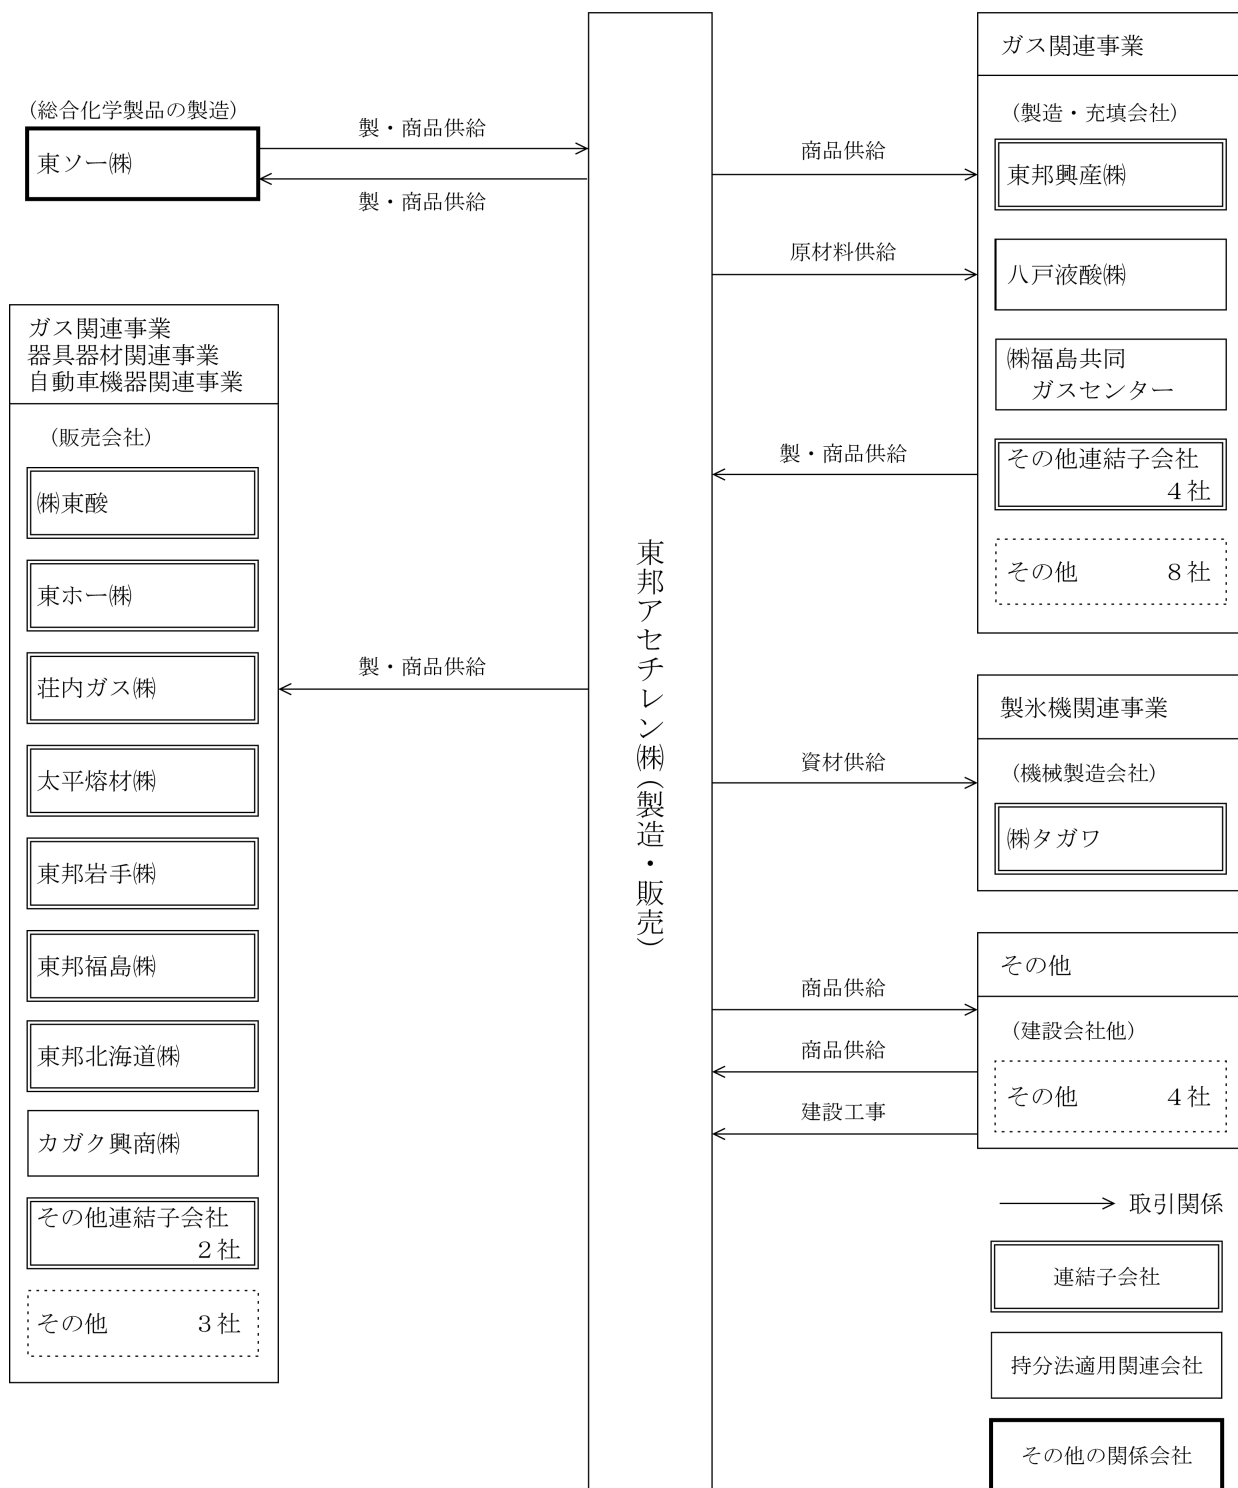 (総合化学製品の製造)
東ソー㈱
製・商品供給
製・商品供給
ガス関連事業
器具器材関連事業
自動車機器関連事業
(販売会社)
㈱東酸
東ホー㈱
荘内ガス㈱
太平熔材㈱
東邦岩手㈱
東邦福島㈱
東邦北海道㈱
カガク興商㈱
その他連結子会社
2社
その他 3社
製・商品供給
東邦アセチレン㈱(製造・販売)
商品供給
原材料供給
製・商品供給
資材供給
商品供給
商品供給
建設工事
ガス関連事業
(製造・充填会社)
東邦興産㈱
八戸液酸㈱
㈱福島共同
ガスセンター
その他連結子会社
4社
その他 8社
製氷機関連事業
(機械製造会社)
㈱タガワ
その他
(建設会社他)
その他 4社
取引関係
連結子会社
持分法適用関連会社
その他の関係会社